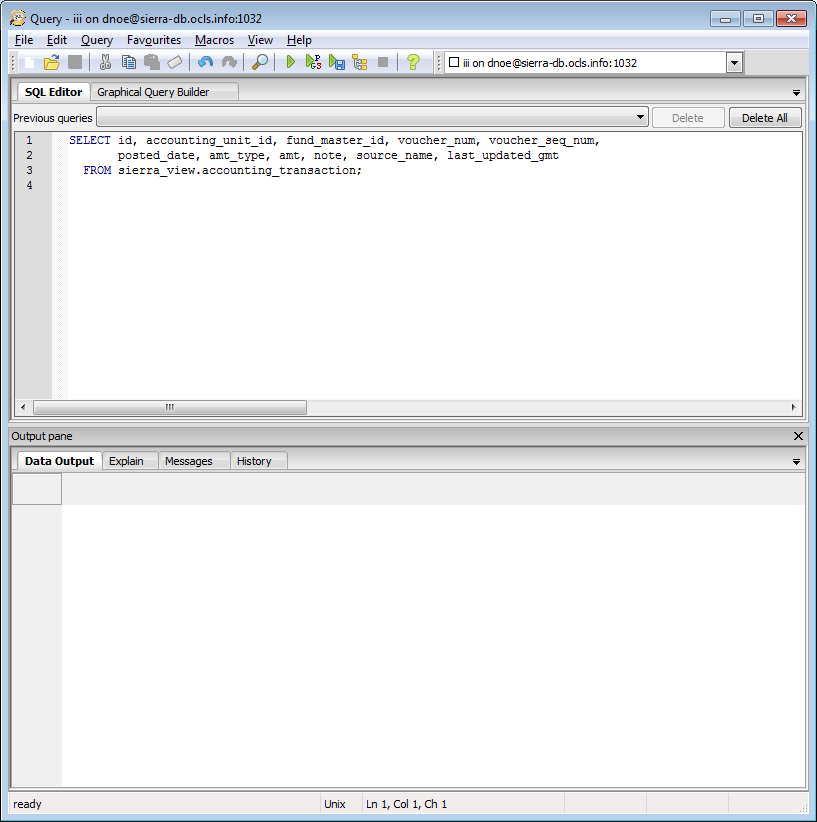 Query - iii on dnoe@sierra-db.ocls.info:1032
File Edit Query Favourites Macros View Help
iii on dnoe@sierra-db.ocls.info:1032
SQL Editor Graphical Query Builder
Previous queries Delete Delete All
1 SELECT id, accounting_unit_id, fund_master_id, voucher_num, voucher_seq_num,
2 posted_date, amt_type, amt, note, source_name, last_updated_gmt
3 FROM sierra_view.accounting_transaction;
4
Output pane
Data Output Explain Messages History
ready Unix Ln 1, Col 1, Ch 1